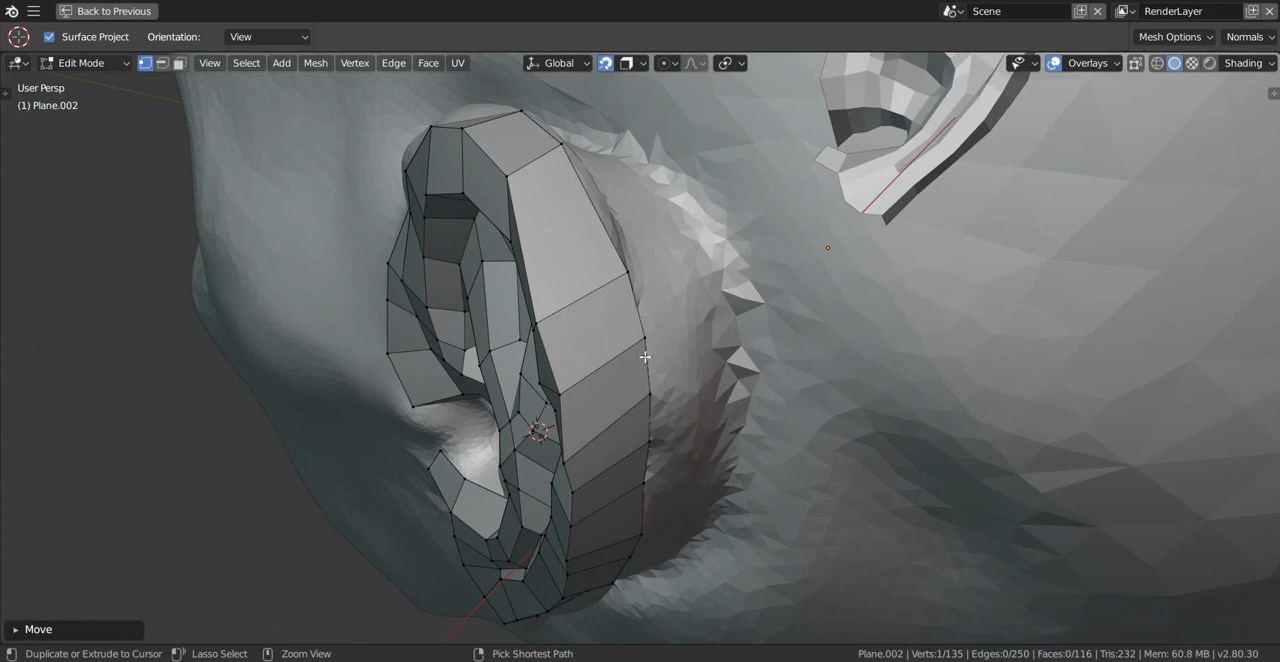 Back to Previous
Scene
RenderLayer
Surface Project
Orientation:
View
Mesh Options
Normals
Edit Mode
View
Select
Add
Mesh
Vertex
Edge
Face
UV
Global
Overlays
Shading
User Persp
(1) Plane.002
Move
Duplicate or Extrude to Cursor
Lasso Select
Zoom View
Pick Shortest Path
Plane.002 | Verts:1/135 | Edges:0/250 | Faces:0/116 | Tris:232 | Mem: 60.8 MB | v2.80.30